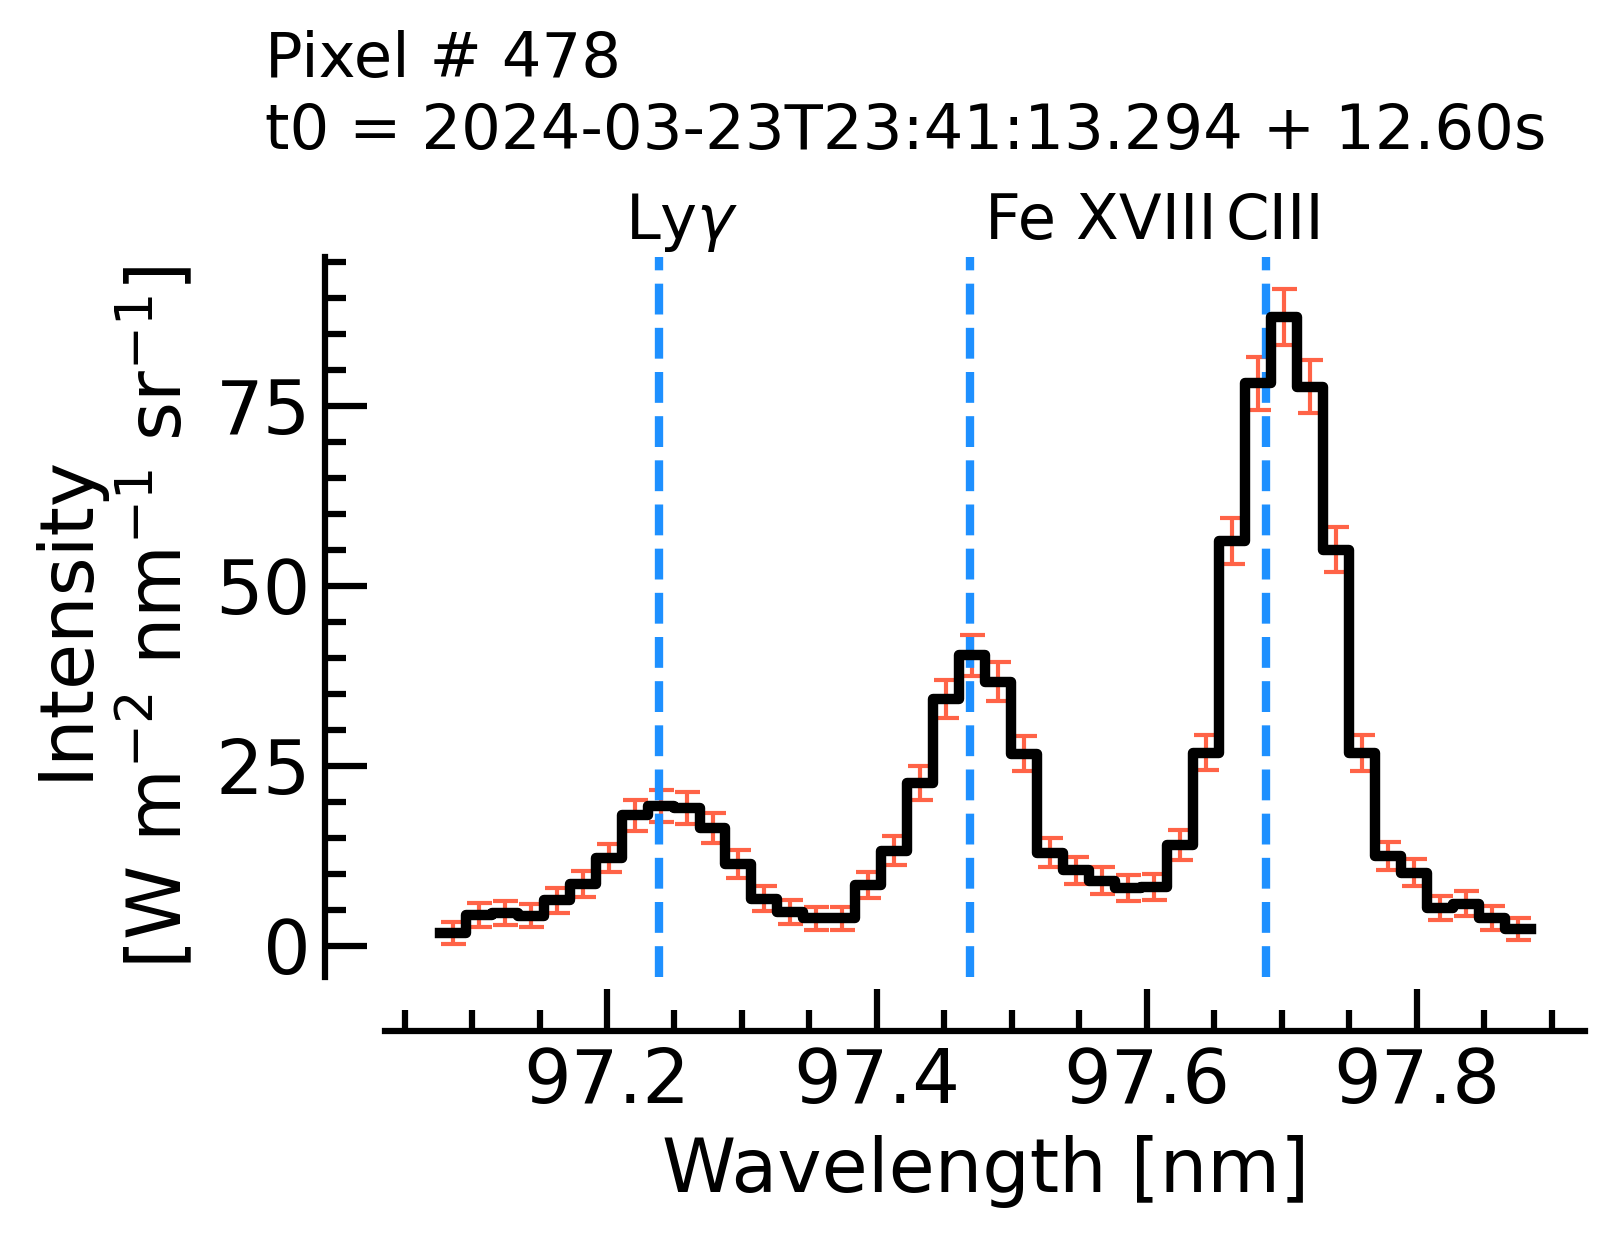 Pixel # 478
t0 = 2024-03-23T23:41:13.294 + 12.60s
Lyγ Fe XVIII CIII
Intensity
[W m⁻² nm⁻¹ sr⁻¹]
75
50
25
0
97.2 97.4 97.6 97.8
Wavelength [nm]